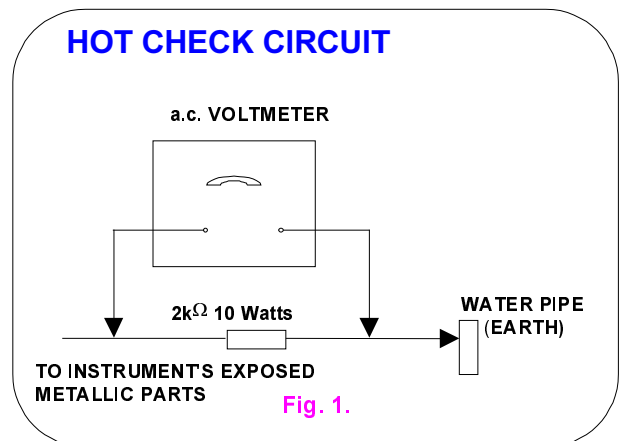 HOT CHECK CIRCUIT
a.c. VOLTMETER
2kΩ 10 Watts
WATER PIPE
(EARTH)
TO INSTRUMENT'S EXPOSED
METALLIC PARTS
Fig. 1.